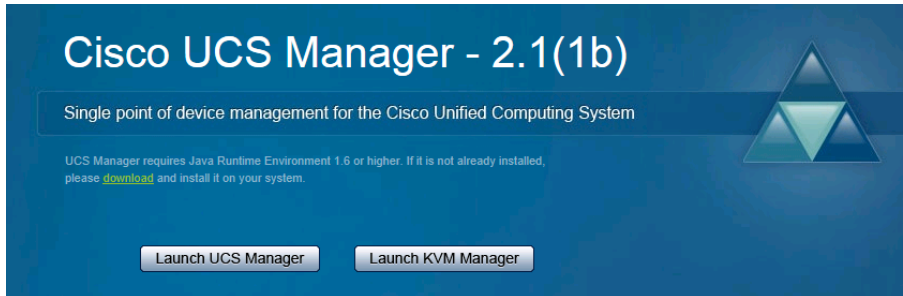 Cisco UCS Manager - 2.1(1b)
Single point of device management for the Cisco Unified Computing System
UCS Manager requires Java Runtime Environment 1.6 or higher. If it is not already installed,
please download and install it on your system.
Launch UCS Manager
Launch KVM Manager